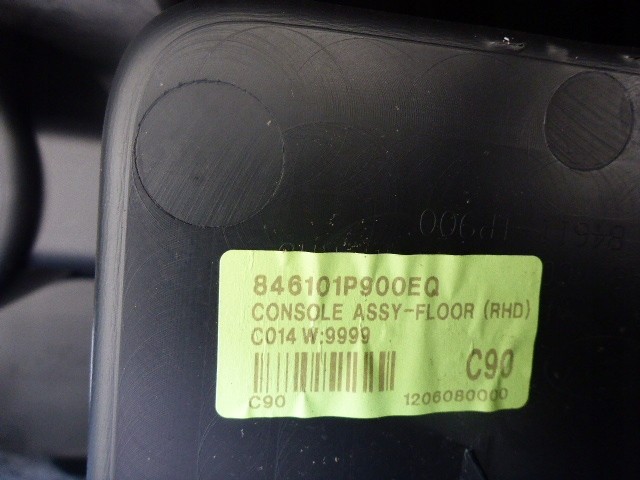 846101P900EQ
CONSOLE ASSY-FLOOR (RHD)
C014 W:9999
C90
C90
1206080000